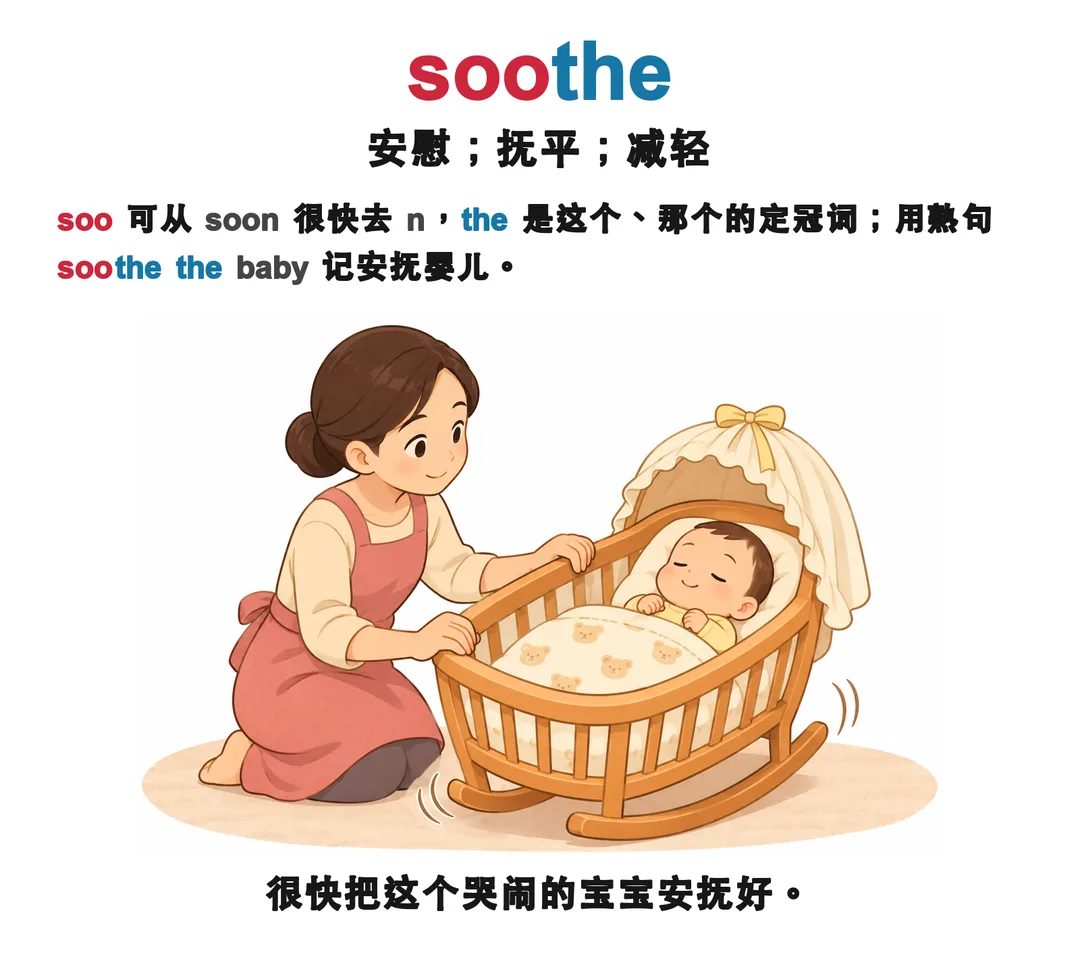 soothe
安慰；抚平；减轻
soo 可从 soon 很快去 n，the 是这个、那个的定冠词；用熟句
soothe the baby 记安抚婴儿。
很快把这个哭闹的宝宝安抚好。